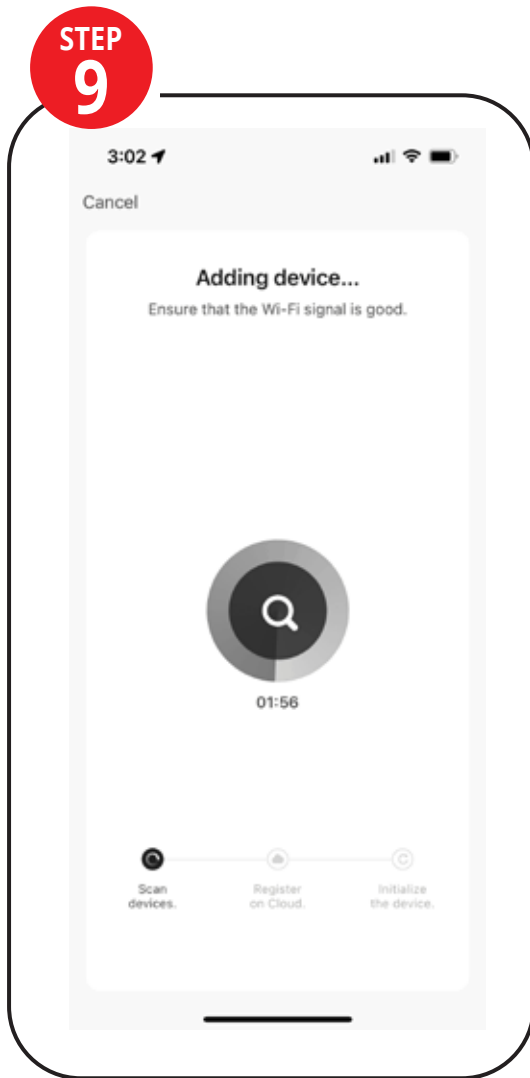 STEP
9
3:02
Cancel
Adding device...
Ensure that the Wi-Fi signal is good.
01:56
Scan
devices.
Register
on Cloud.
Initialize
the device.